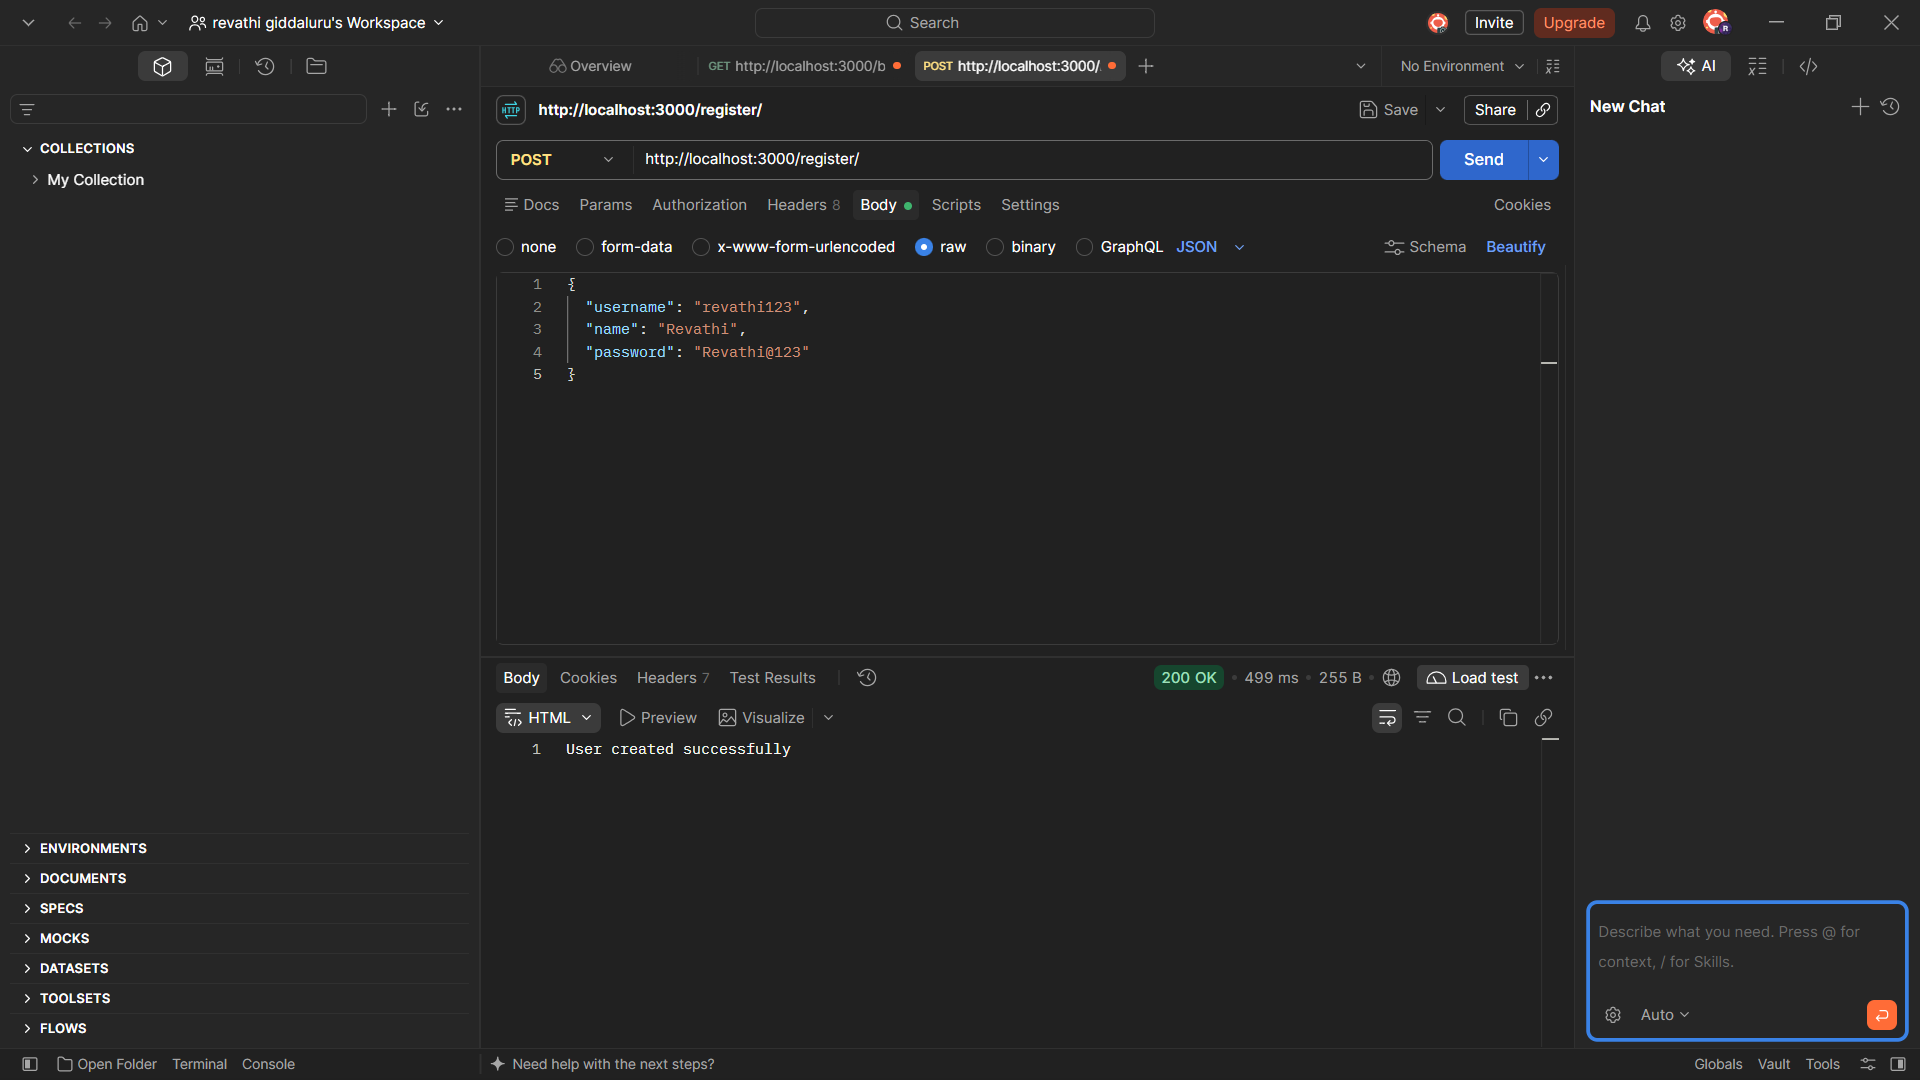 revathi giddaluru's Workspace
Search
Invite
Upgrade
R
Overview
GET http://localhost:3000/b
POST http://localhost:3000/
No Environment
AI
HTTP
http://localhost:3000/register/
Save
Share
New Chat
COLLECTIONS
My Collection
POST
http://localhost:3000/register/
Send
Docs Params Authorization Headers 8 Body Scripts Settings Cookies
none form-data x-www-form-urlencoded raw binary GraphQL JSON Schema Beautify
1 {
2 "username": "revathi123",
3 "name": "Revathi",
4 "password": "Revathi@123"
5 }
Body Cookies Headers 7 Test Results 200 OK • 499 ms • 255 B • Load test
HTML Preview Visualize
1 User created successfully
ENVIRONMENTS
DOCUMENTS
SPECS
MOCKS
DATASETS
TOOLSETS
FLOWS
Describe what you need. Press @ for
context, / for Skills.
Auto
Open Folder Terminal Console Need help with the next steps? Globals Vault Tools